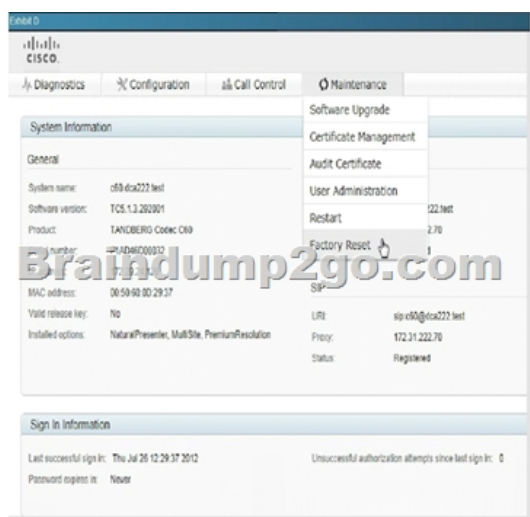 Exhibit D
CISCO.
Diagnostics Configuration Call Control Maintenance
Software Upgrade
Certificate Management
Audit Certificate
User Administration
Restart
Factory Reset
System Information
General
System name: c60.dca222.test
Software version: TC5.1.3.292001
Product: TANDBERG Codec C60
MAC address: 00:50:60:0D:29:37
Valid release key: No
Installed options: NaturalPresenter, MultiSite, PremiumResolution
222.test
2.70
SIP
URI: sip:c60@dca222.test
Proxy: 172.31.222.70
Status: Registered
Braindump2go.com
Sign In Information
Last successful sign in: Thu Jul 26 12:29:37 2012
Password expires in: Never
Unsuccessful authorization attempts since last sign in: 0